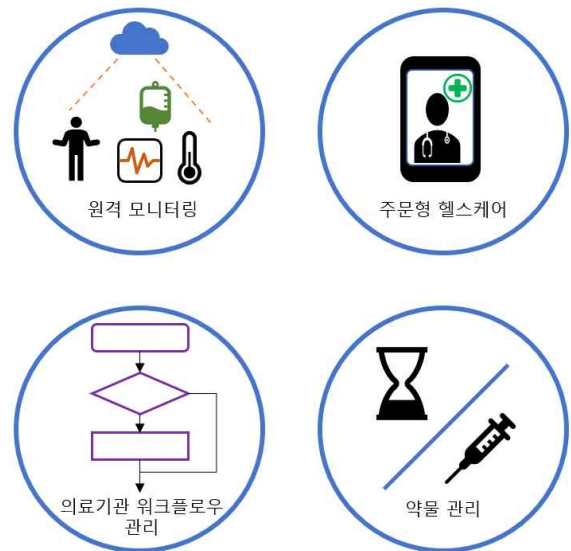 원격 모니터링
주문형 헬스케어
의료기관 워크플로우
관리
약물 관리